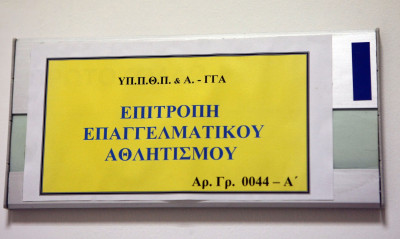 ΥΠ.Π.Θ.Π. & Α. - ΓΓΑ
ΕΠΙΤΡΟΠΗ
ΕΠΑΓΓΕΛΜΑΤΙΚΟΥ
ΑΘΛΗΤΙΣΜΟΥ
Αρ. Γρ. 0044 – Α΄